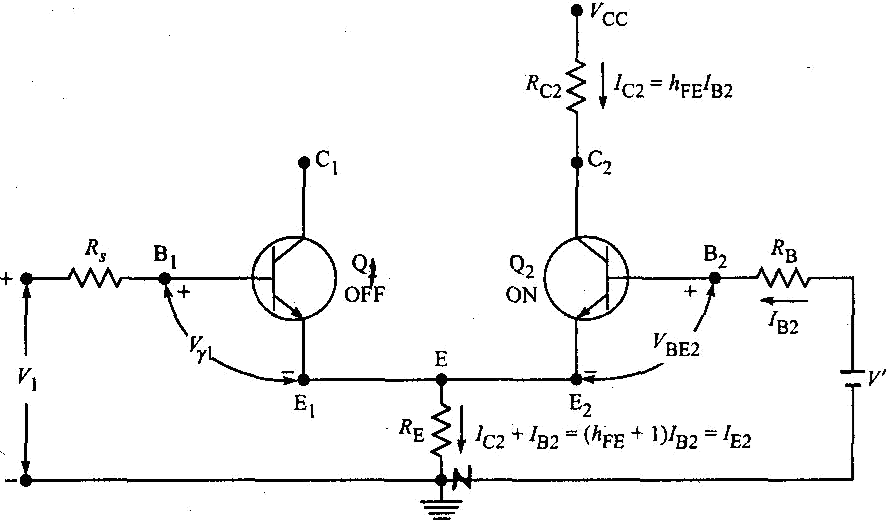 V_CC
R_C2
I_C2 = h_FE I_B2
C_1
C_2
R_s
B_1
Q_1
OFF
Q_2
ON
B_2
R_B
+
+
+
I_B2
V_γ1
V_BE2
V_1
V'
−
−
E
E_1
E_2
R_E
I_C2 + I_B2 = (h_FE + 1)I_B2 = I_E2
−
N